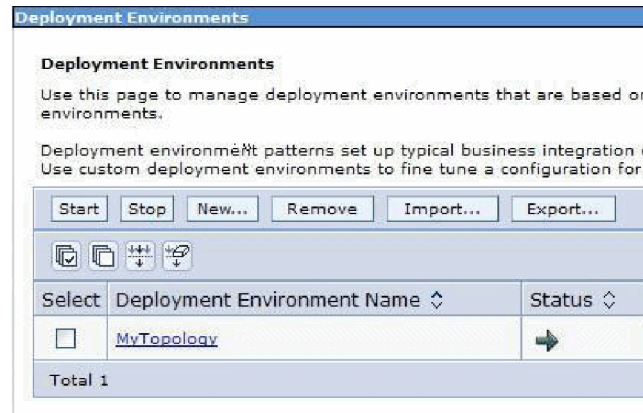 Deployment Environments
Deployment Environments
Use this page to manage deployment environments that are based on
environments.
Deployment environment patterns set up typical business integration
Use custom deployment environments to fine tune a configuration for
Start Stop New... Remove Import... Export...
Select Deployment Environment Name Status
MyTopology
Total 1